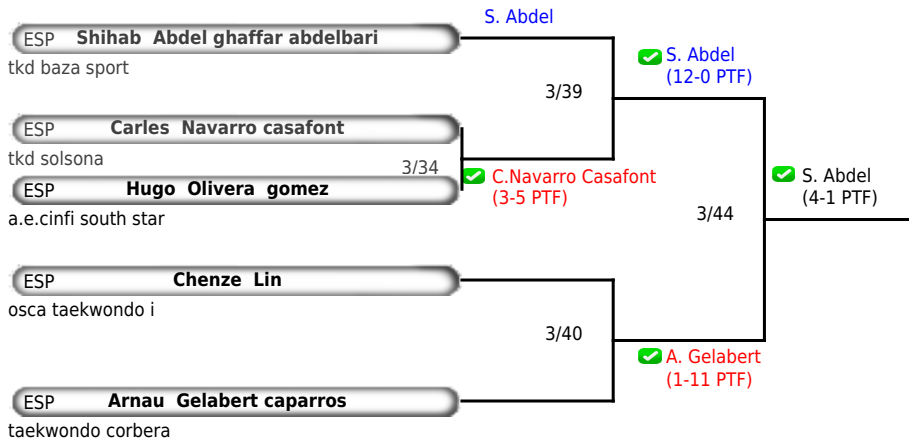 S. Abdel
ESP Shihab Abdel ghaffar abdelbari
tkd baza sport
S. Abdel
(12-0 PTF)
3/39
ESP Carles Navarro casafont
tkd solsona
3/34
C.Navarro Casafont
(3-5 PTF)
S. Abdel
(4-1 PTF)
ESP Hugo Olivera gomez
a.e.cinfi south star
3/44
ESP Chenze Lin
osca taekwondo i
3/40
A. Gelabert
(1-11 PTF)
ESP Arnau Gelabert caparros
taekwondo corbera